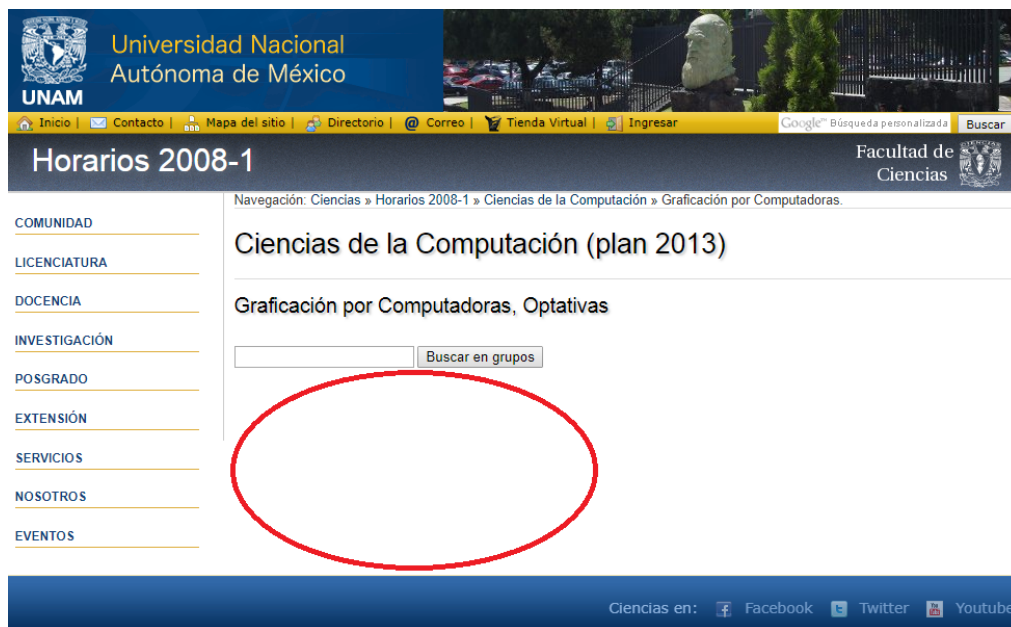 Universidad Nacional
Autónoma de México
UNAM
Inicio | Contacto | Mapa del sitio | Directorio | @ Correo | Tienda Virtual | Ingresar Google™ Búsqueda personalizada Buscar
Horarios 2008-1
Facultad de
Ciencias
Navegación: Ciencias » Horarios 2008-1 » Ciencias de la Computación » Graficación por Computadoras.
COMUNIDAD
LICENCIATURA
DOCENCIA
INVESTIGACIÓN
POSGRADO
EXTENSIÓN
SERVICIOS
NOSOTROS
EVENTOS
Ciencias de la Computación (plan 2013)
Graficación por Computadoras, Optativas
Buscar en grupos
Ciencias en: Facebook Twitter Youtube